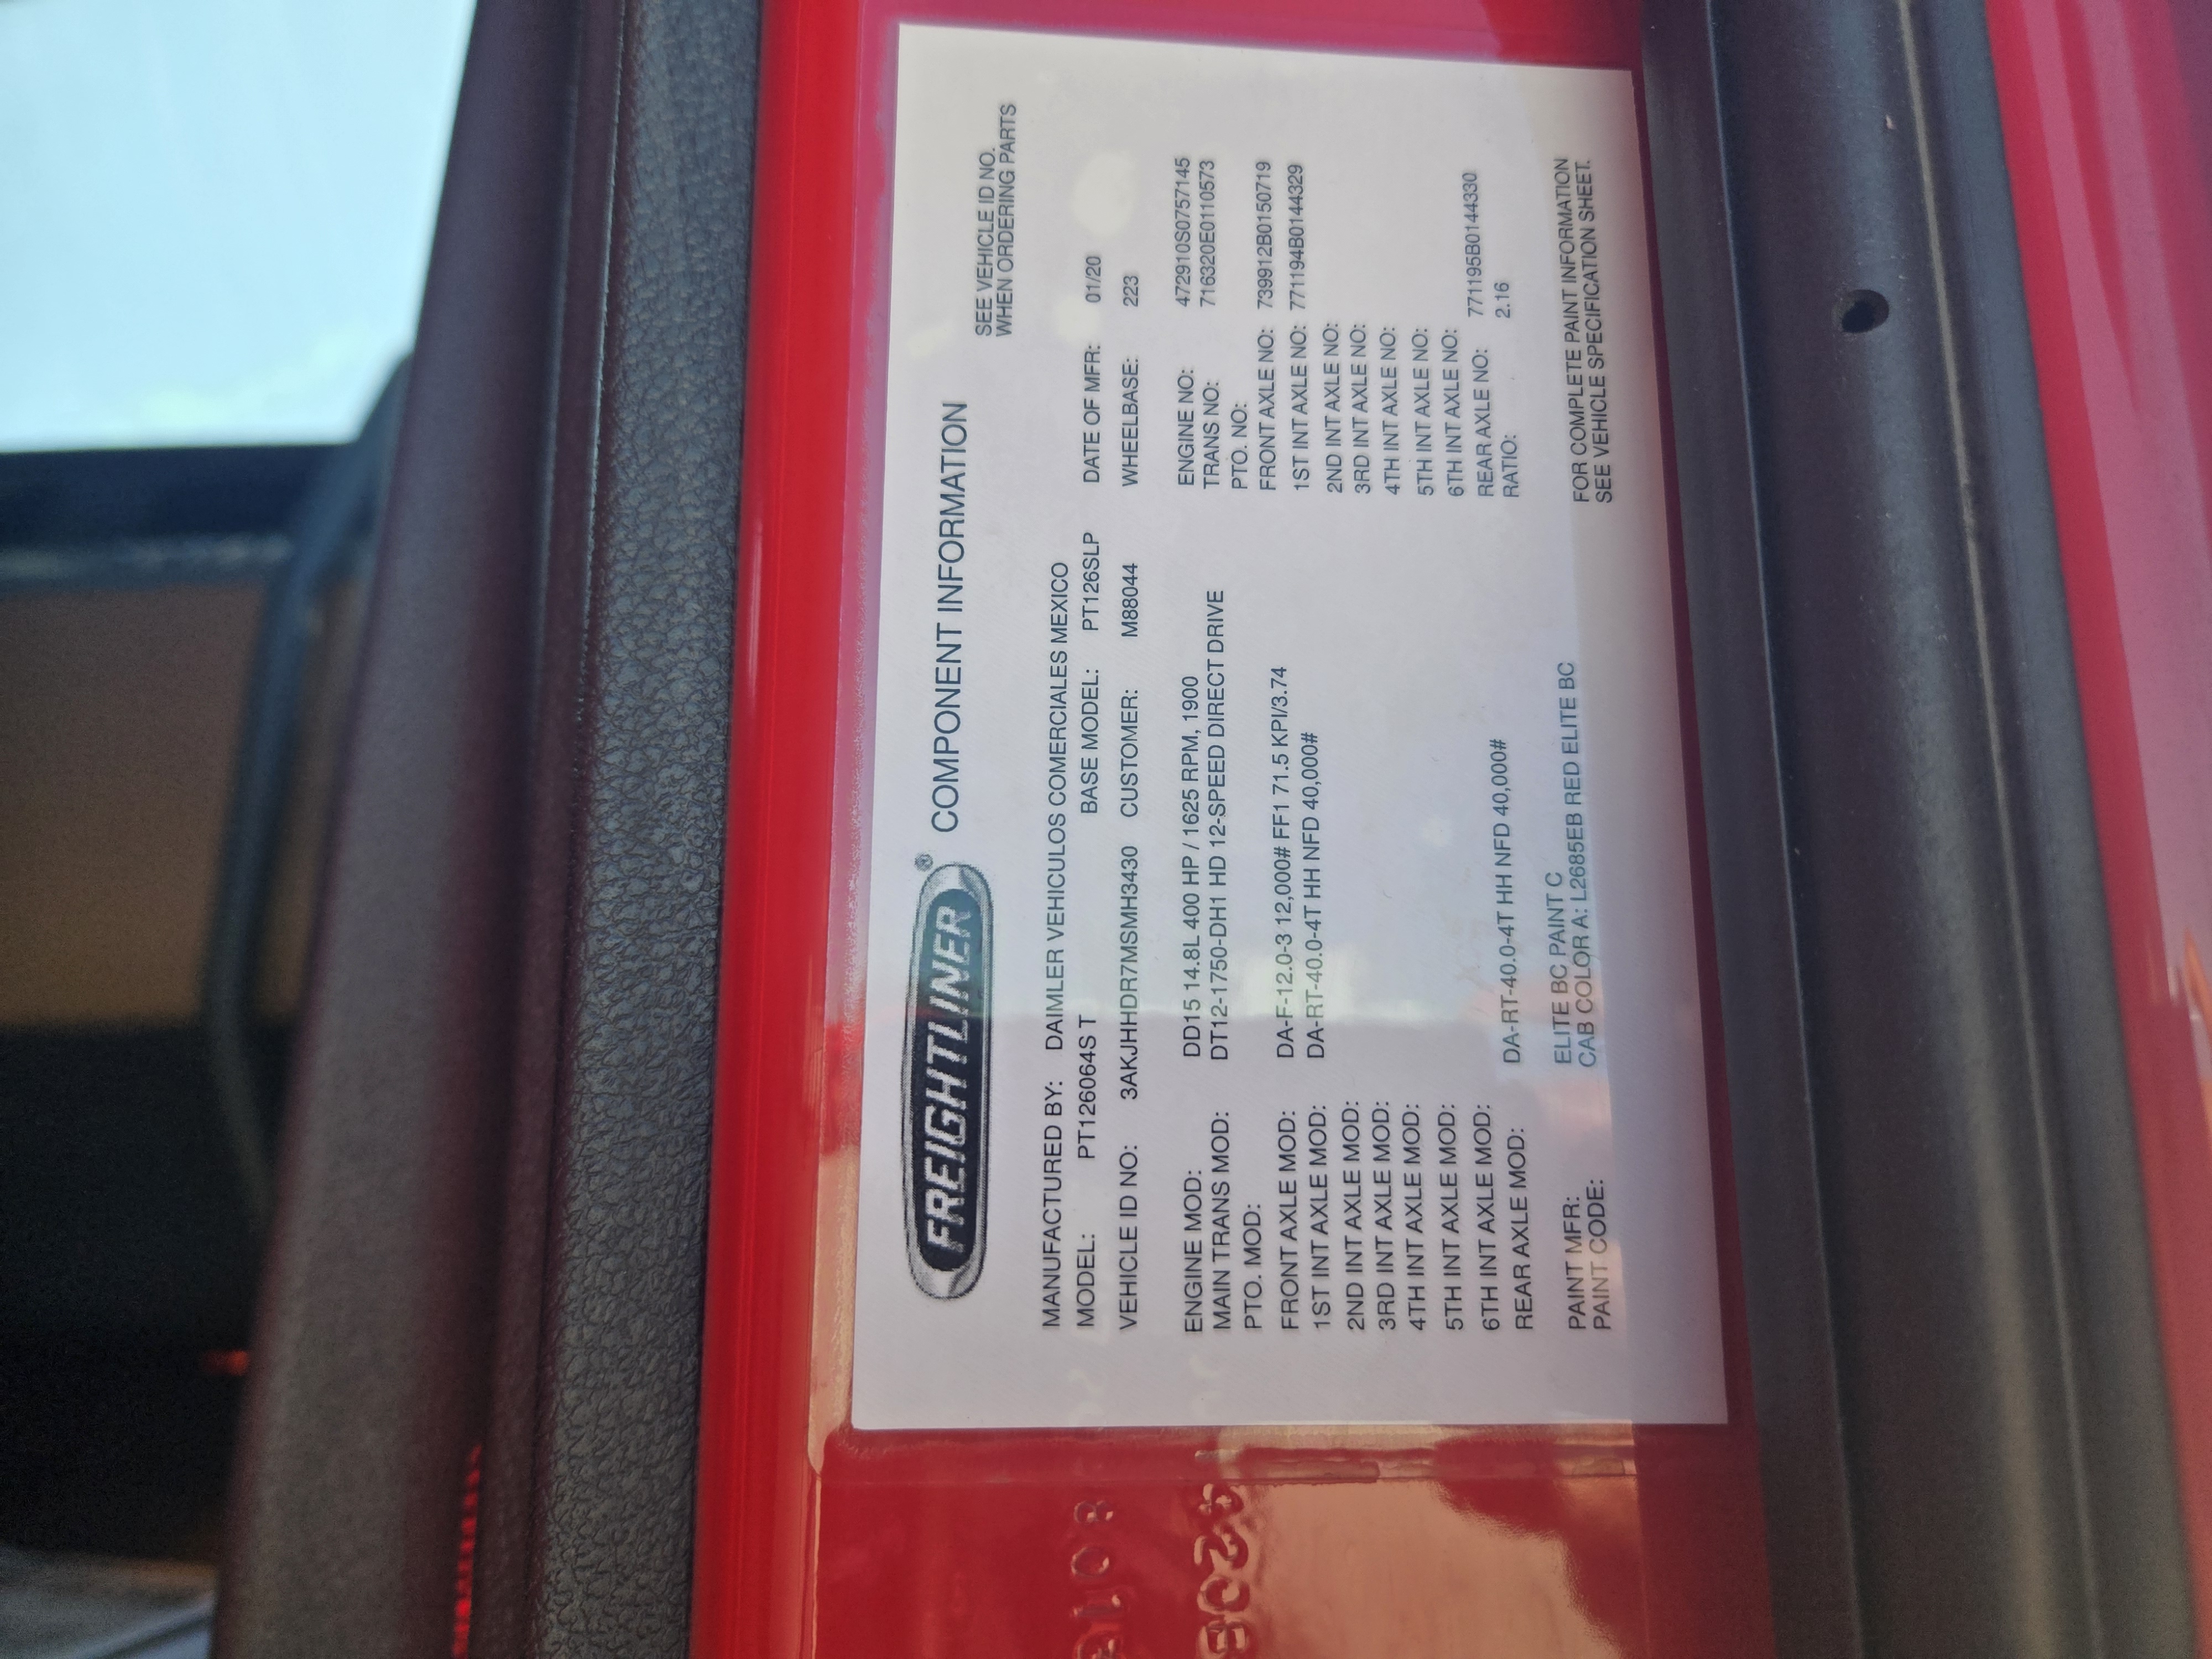 FREIGHTLINER®
COMPONENT INFORMATION
SEE VEHICLE ID NO.
WHEN ORDERING PARTS
MANUFACTURED BY: DAIMLER VEHICULOS COMERCIALES MEXICO
MODEL: PT126064S T BASE MODEL: PT126SLP DATE OF MFR: 01/20
VEHICLE ID NO: 3AKJHHDR7MSMH3430 CUSTOMER: M88044 WHEELBASE: 223
ENGINE MOD: DD15 14.8L 400 HP / 1625 RPM, 1900 ENGINE NO: 472910S0757145
MAIN TRANS MOD: DT12-1750-DH1 HD 12-SPEED DIRECT DRIVE TRANS NO: 716320E0110573
PTO. MOD: PTO. NO:
FRONT AXLE MOD: DA-F-12.0-3 12,000# FF1 71.5 KPI/3.74 FRONT AXLE NO: 739912B0150719
1ST INT AXLE MOD: DA-RT-40.0-4T HH NFD 40,000# 1ST INT AXLE NO: 771194B0144329
2ND INT AXLE MOD: 2ND INT AXLE NO:
3RD INT AXLE MOD: 3RD INT AXLE NO:
4TH INT AXLE MOD: 4TH INT AXLE NO:
5TH INT AXLE MOD: 5TH INT AXLE NO:
6TH INT AXLE MOD: 6TH INT AXLE NO:
REAR AXLE MOD: DA-RT-40.0-4T HH NFD 40,000# REAR AXLE NO: 771195B0144330
RATIO: 2.16
PAINT MFR: ELITE BC PAINT C FOR COMPLETE PAINT INFORMATION
PAINT CODE: CAB COLOR A: L2685EB RED ELITE BC SEE VEHICLE SPECIFICATION SHEET.